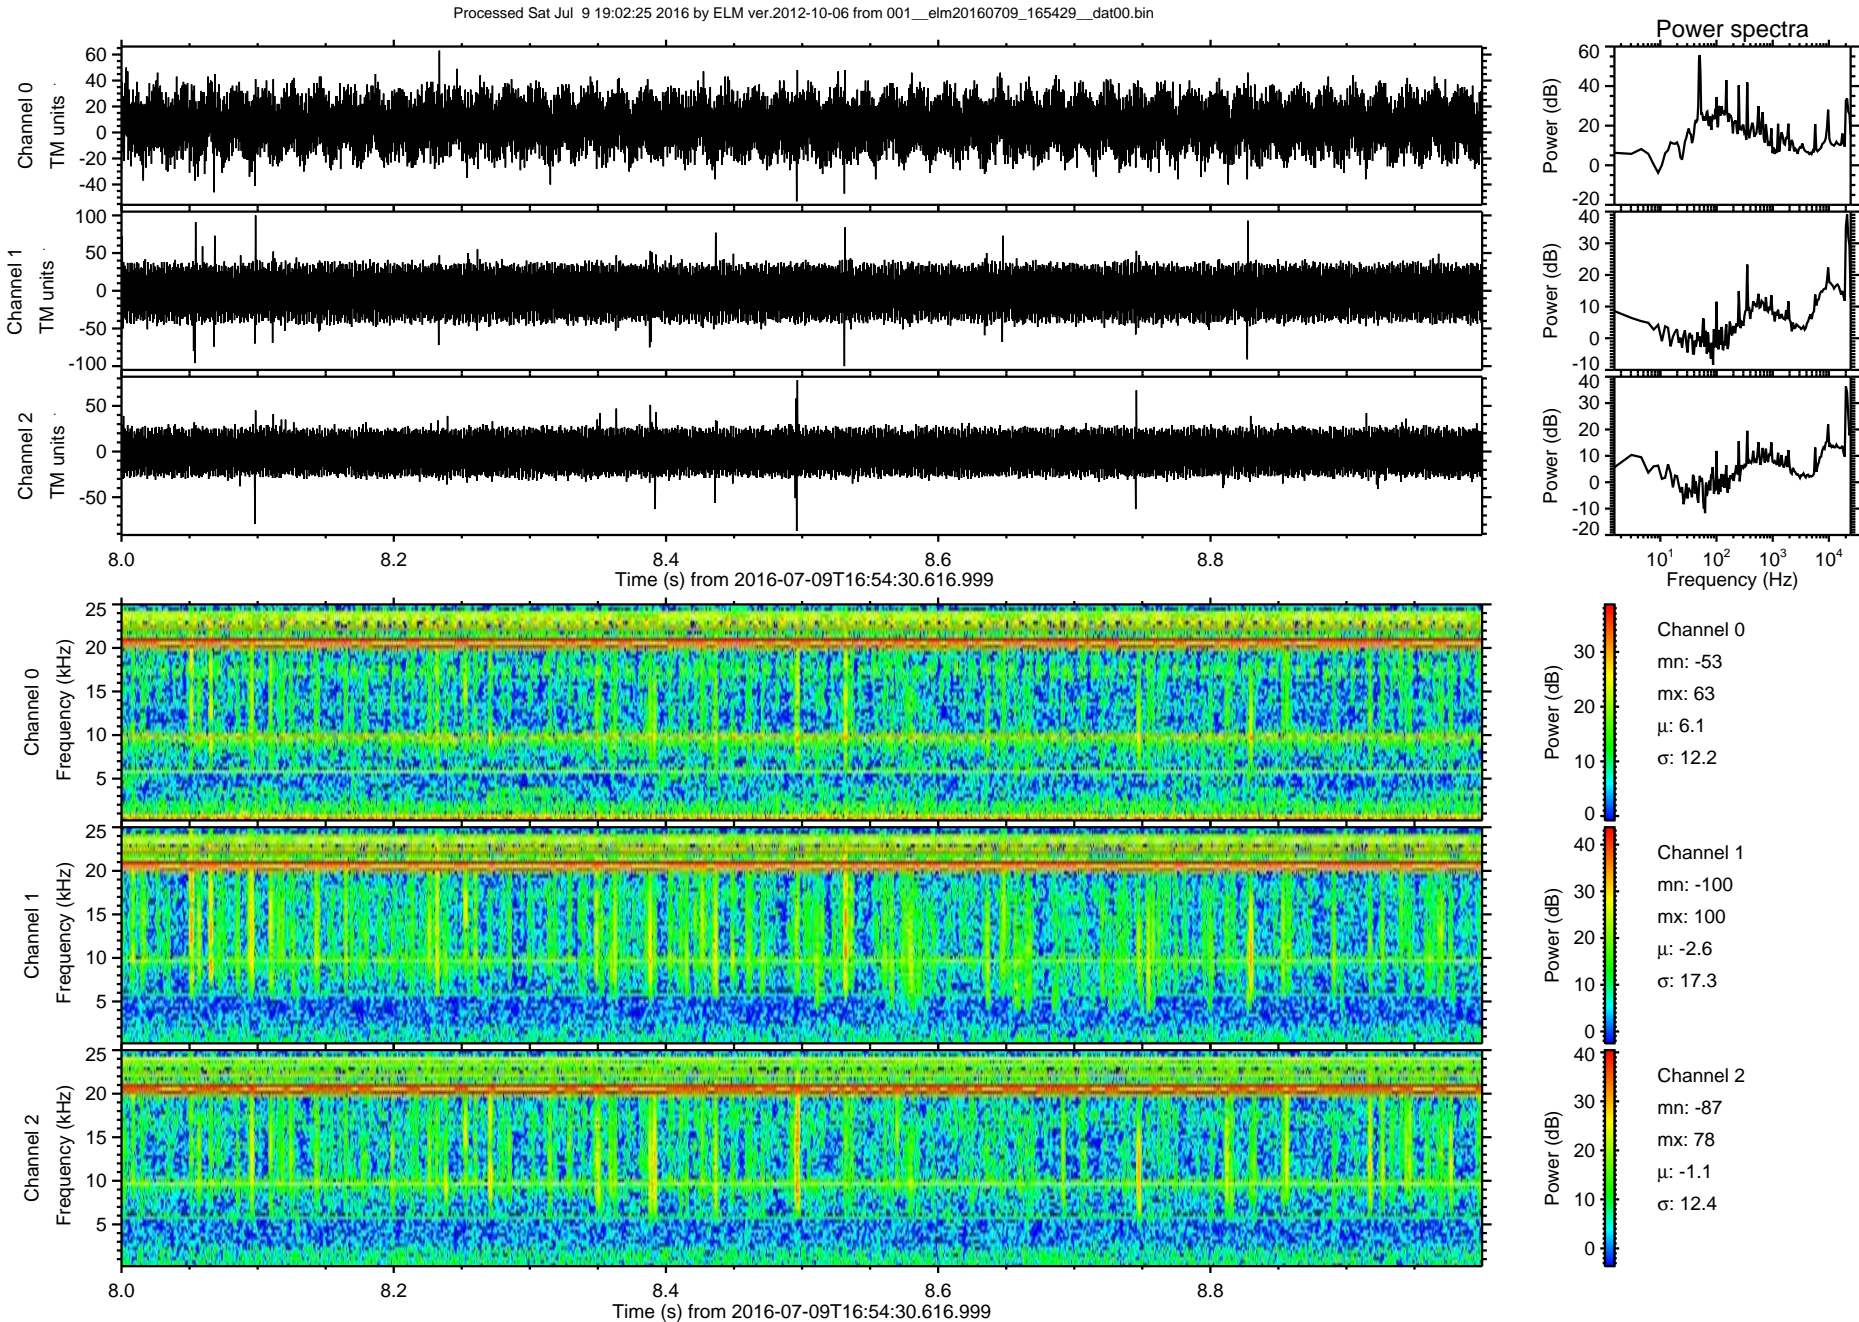 Processed Sat Jul 9 19:02:25 2016 by ELM ver.2012-10-06 from 001__elm20160709_165429__dat00.bin
Power spectra
Channel 0
TM units
60
40
20
0
-20
-40
Power (dB)
60
40
20
0
-20
Channel 1
TM units
100
50
0
-50
-100
Power (dB)
40
30
20
10
0
-10
Channel 2
TM units
50
0
-50
Power (dB)
40
30
20
10
0
-10
-20
8.0 8.2 8.4 8.6 8.8
Time (s) from 2016-07-09T16:54:30.616.999
10^1 10^2 10^3 10^4
Frequency (Hz)
Channel 0
Frequency (kHz)
25
20
15
10
5
Power (dB)
30
20
10
0
Channel 0
mn: -53
mx: 63
μ: 6.1
σ: 12.2
Channel 1
Frequency (kHz)
25
20
15
10
5
Power (dB)
40
30
20
10
0
Channel 1
mn: -100
mx: 100
μ: -2.6
σ: 17.3
Channel 2
Frequency (kHz)
25
20
15
10
5
Power (dB)
40
30
20
10
0
Channel 2
mn: -87
mx: 78
μ: -1.1
σ: 12.4
8.0 8.2 8.4 8.6 8.8
Time (s) from 2016-07-09T16:54:30.616.999